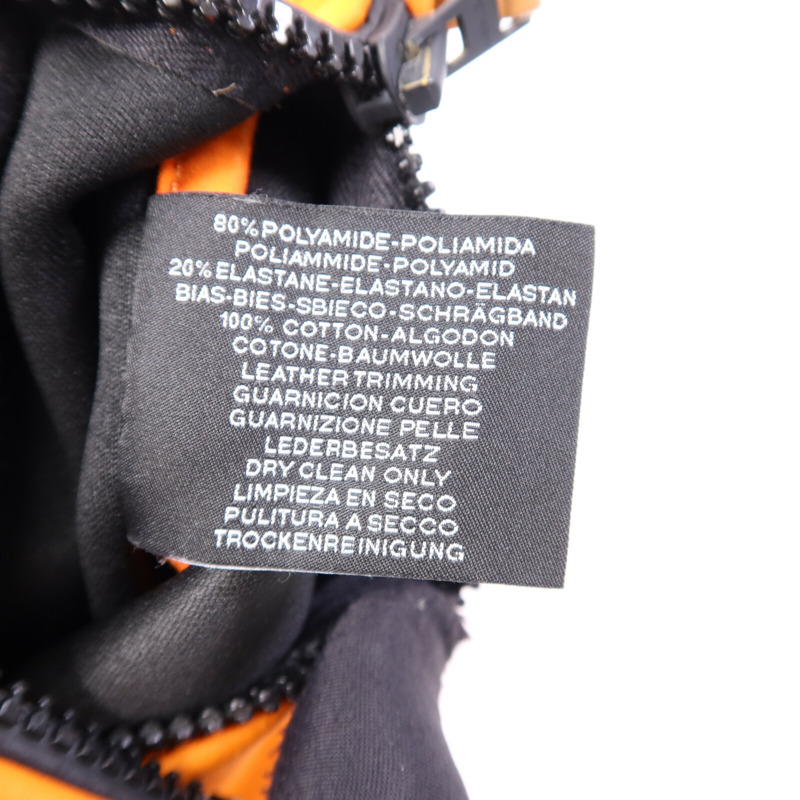 80% POLYAMIDE-POLIAMIDA
POLIAMMIDE-POLYAMID
20% ELASTANE-ELASTANO-ELASTAN
BIAS-BIES-SBIECO-SCHRÄGBAND
100% COTTON-ALGODON
COTONE-BAUMWOLLE
LEATHER TRIMMING
GUARNICION CUERO
GUARNIZIONE PELLE
LEDERBESATZ
DRY CLEAN ONLY
LIMPIEZA EN SECO
PULITURA A SECCO
TROCKENREINIGUNG